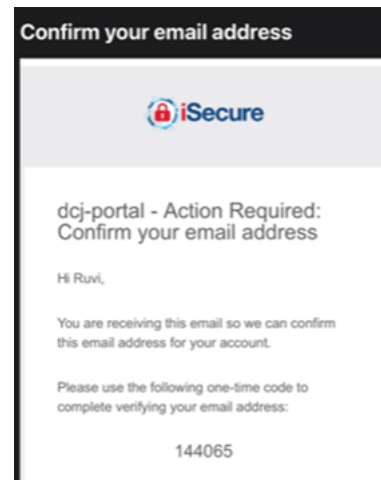 Confirm your email address
iSecure
dcj-portal - Action Required:
Confirm your email address
Hi Ruvi,
You are receiving this email so we can confirm
this email address for your account.
Please use the following one-time code to
complete verifying your email address:
144065